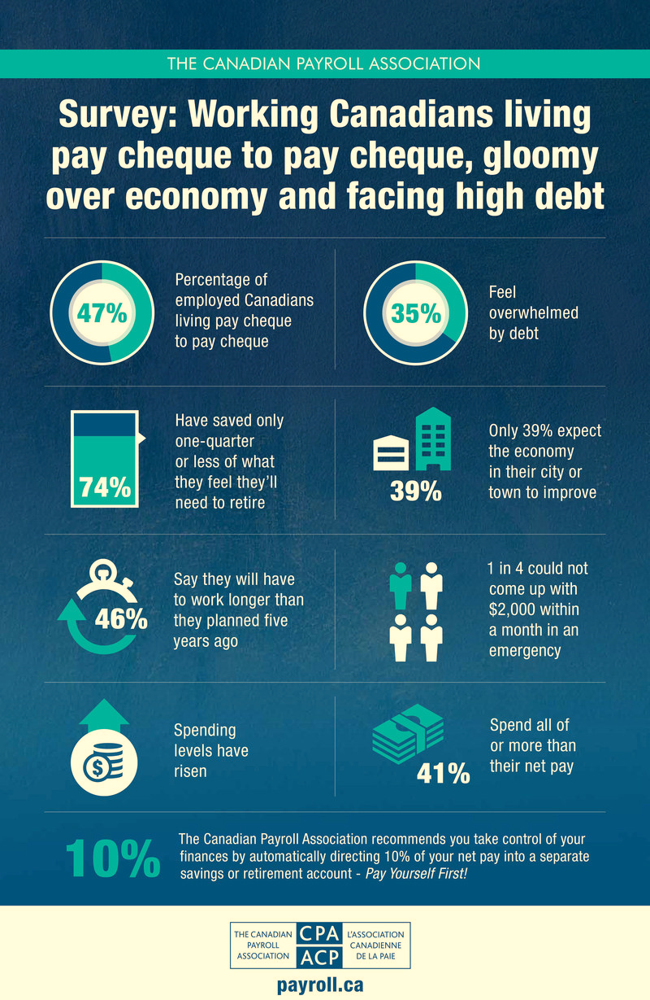 THE CANADIAN PAYROLL ASSOCIATION
Survey: Working Canadians living
pay cheque to pay cheque, gloomy
over economy and facing high debt
47%
Percentage of
employed Canadians
living pay cheque
to pay cheque
35%
Feel
overwhelmed
by debt
74%
Have saved only
one-quarter
or less of what
they feel they'll
need to retire
39%
Only 39% expect
the economy
in their city or
town to improve
46%
Say they will have
to work longer than
they planned five
years ago
1 in 4 could not
come up with
$2,000 within
a month in an
emergency
$
Spending
levels have
risen
41%
Spend all of
or more than
their net pay
10%
The Canadian Payroll Association recommends you take control of your
finances by automatically directing 10% of your net pay into a separate
savings or retirement account - Pay Yourself First!
THE CANADIAN
PAYROLL
ASSOCIATION
CPA
ACP
L'ASSOCIATION
CANADIENNE
DE LA PAIE
payroll.ca